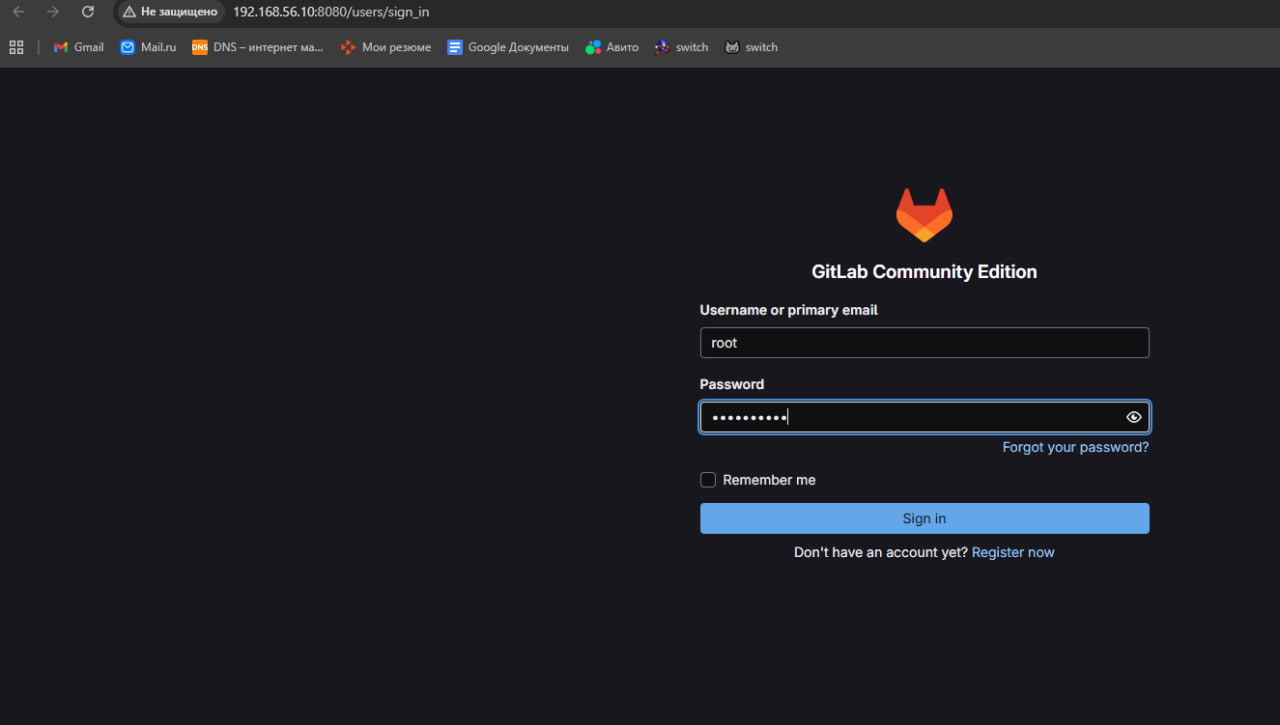 Не защищено 192.168.56.10:8080/users/sign_in
Gmail Mail.ru DNS DNS – интернет ма... Мои резюме Google Документы Авито switch switch
GitLab Community Edition
Username or primary email
root
Password
••••••••••
Forgot your password?
Remember me
Sign in
Don't have an account yet? Register now